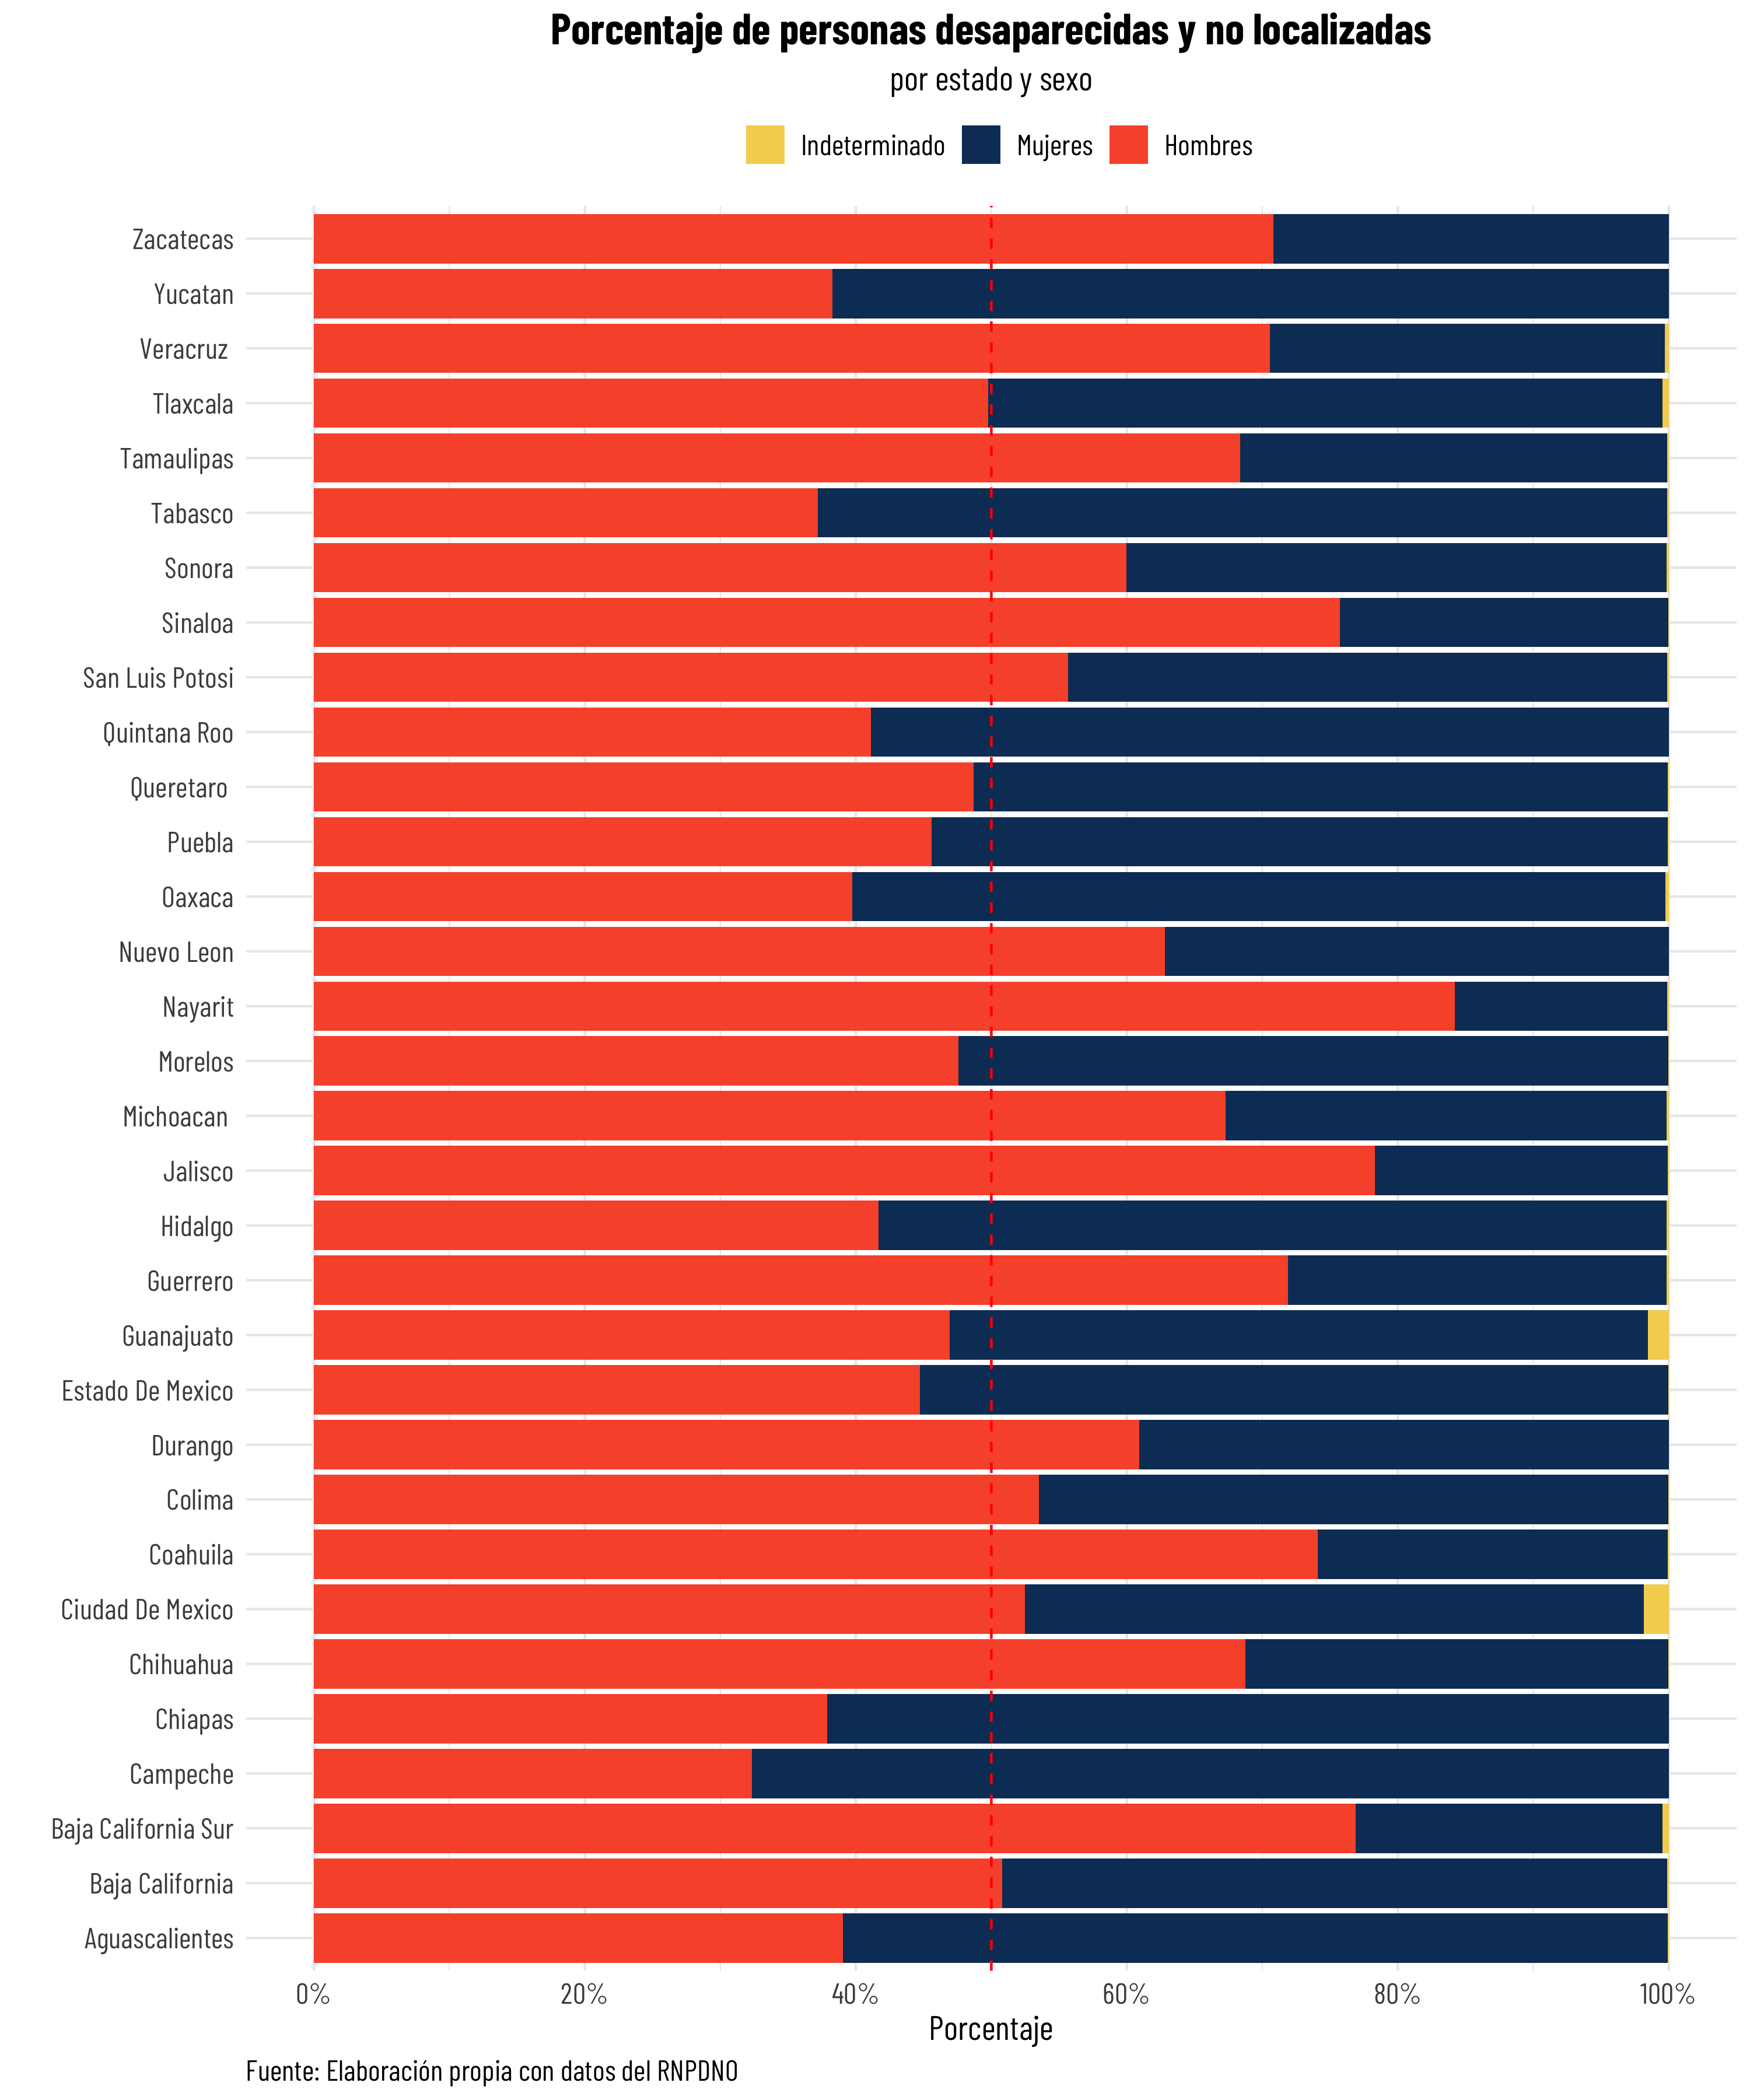 Porcentaje de personas desaparecidas y no localizadas
por estado y sexo
Indeterminado Mujeres Hombres
Zacatecas
Yucatan
Veracruz
Tlaxcala
Tamaulipas
Tabasco
Sonora
Sinaloa
San Luis Potosi
Quintana Roo
Queretaro
Puebla
Oaxaca
Nuevo Leon
Nayarit
Morelos
Michoacan
Jalisco
Hidalgo
Guerrero
Guanajuato
Estado De Mexico
Durango
Colima
Coahuila
Ciudad De Mexico
Chihuahua
Chiapas
Campeche
Baja California Sur
Baja California
Aguascalientes
0% 20% 40% 60% 80% 100%
Porcentaje
Fuente: Elaboración propia con datos del RNPDNO